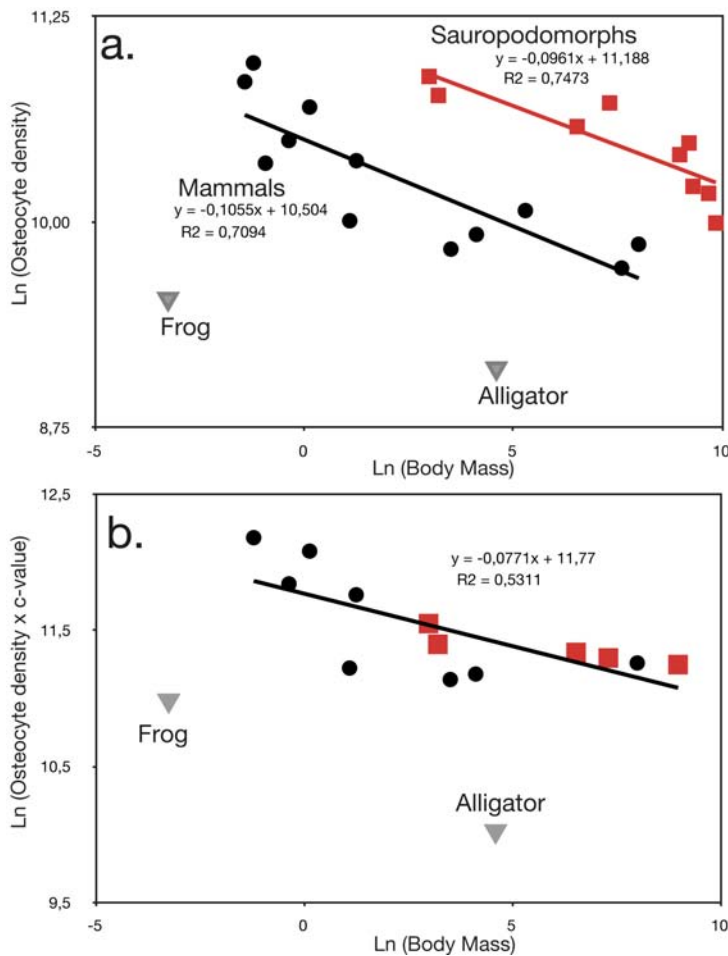 a.
11,25
10,00
8,75
Ln (Osteocyte density)
Sauropodomorphs
y = -0,0961x + 11,188
R2 = 0,7473
Mammals
y = -0,1055x + 10,504
R2 = 0,7094
Frog
Alligator
-5
0
5
10
Ln (Body Mass)
b.
12,5
11,5
10,5
9,5
Ln (Osteocyte density x c-value)
y = -0,0771x + 11,77
R2 = 0,5311
Frog
Alligator
-5
0
5
10
Ln (Body Mass)